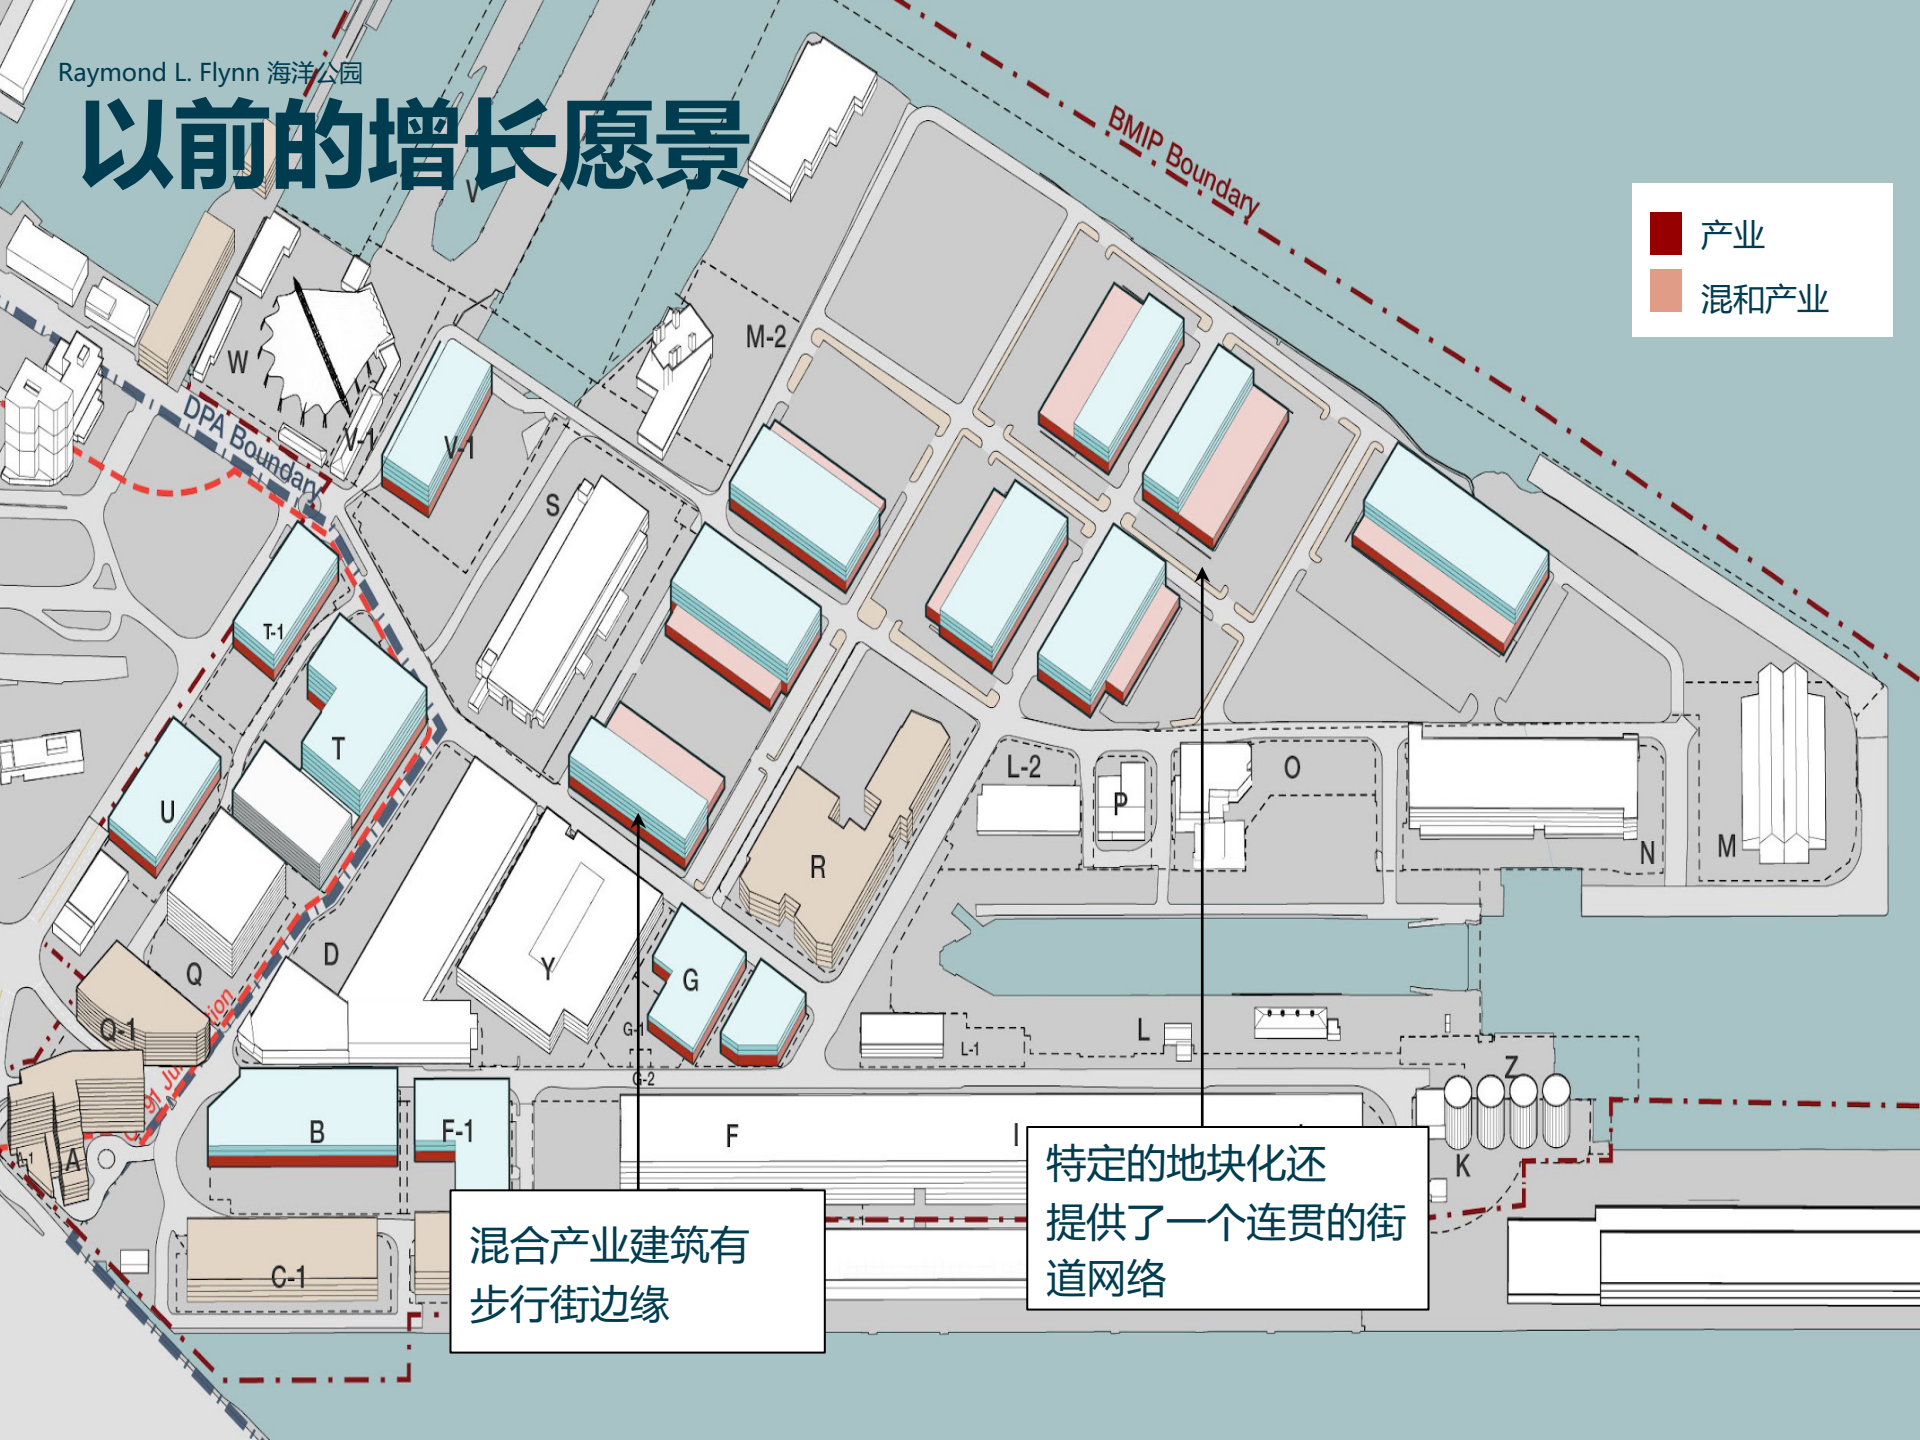 Raymond L. Flynn 海洋公园
以前的增长愿景
BMIP Boundary
产业
混和产业
V
M-2
W
DPA Boundary
V-1
V-1
S
T-1
T
U
L-2
P
O
R
N
M
D
Q
Y
G
Q-1
G-1
L-1
L
G-2
Z
B
F-1
F
I
K
A
C-1
特定的地块化还
提供了一个连贯的街
道网络
混合产业建筑有
步行街边缘